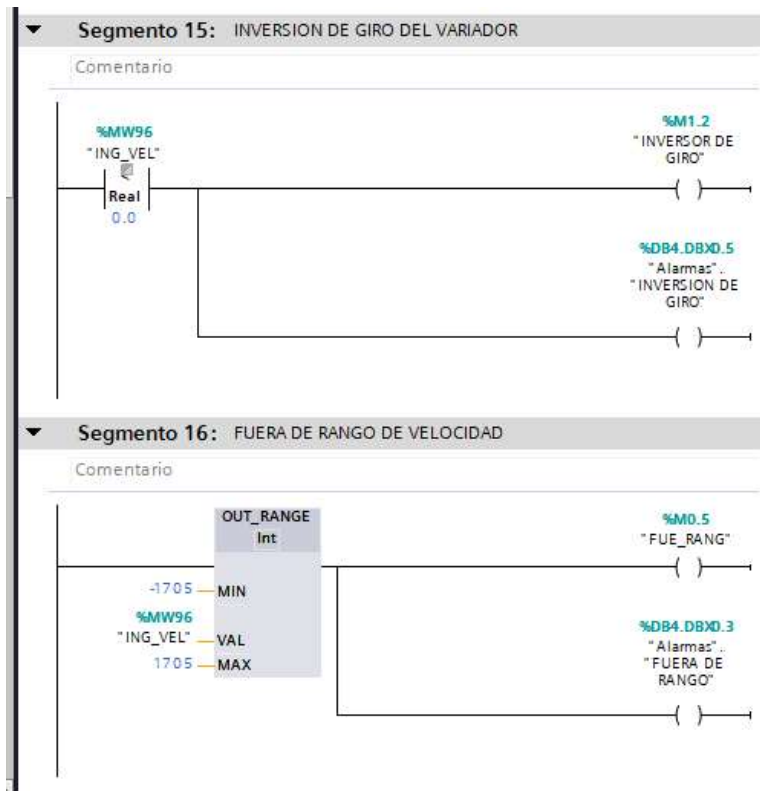 Segmento 15: INVERSION DE GIRO DEL VARIADOR
Comentario
%MW96
"ING_VEL"
<
Real
0.0
%M1.2
"INVERSOR DE
GIRO"
%DB4.DBX0.5
"Alarmas".
"INVERSION DE
GIRO"
Segmento 16: FUERA DE RANGO DE VELOCIDAD
Comentario
OUT_RANGE
Int
-1705 MIN
%MW96
"ING_VEL" VAL
1705 MAX
%M0.5
"FUE_RANG"
%DB4.DBX0.3
"Alarmas".
"FUERA DE
RANGO"